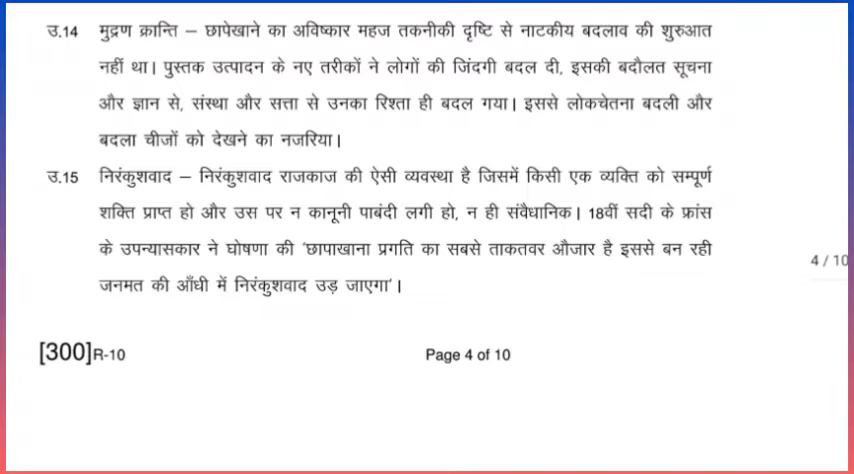 उ.14 मुद्रण क्रान्ति – छापेखाने का अविष्कार महज तकनीकी दृष्टि से नाटकीय बदलाव की शुरुआत
नहीं था। पुस्तक उत्पादन के नए तरीकों ने लोगों की जिंदगी बदल दी, इसकी बदौलत सूचना
और ज्ञान से, संस्था और सत्ता से उनका रिश्ता ही बदल गया। इससे लोकचेतना बदली और
बदला चीजों को देखने का नजरिया।
उ.15 निरंकुशवाद – निरंकुशवाद राजकाज की ऐसी व्यवस्था है जिसमें किसी एक व्यक्ति को सम्पूर्ण
शक्ति प्राप्त हो और उस पर न कानूनी पाबंदी लगी हो, न ही संवैधानिक। 18वीं सदी के फ्रांस
के उपन्यासकार ने घोषणा की 'छापाखाना प्रगति का सबसे ताकतवर औजार है इससे बन रही
जनमत की आँधी में निरंकुशवाद उड़ जाएगा'।
4 / 10
[300]R-10 Page 4 of 10